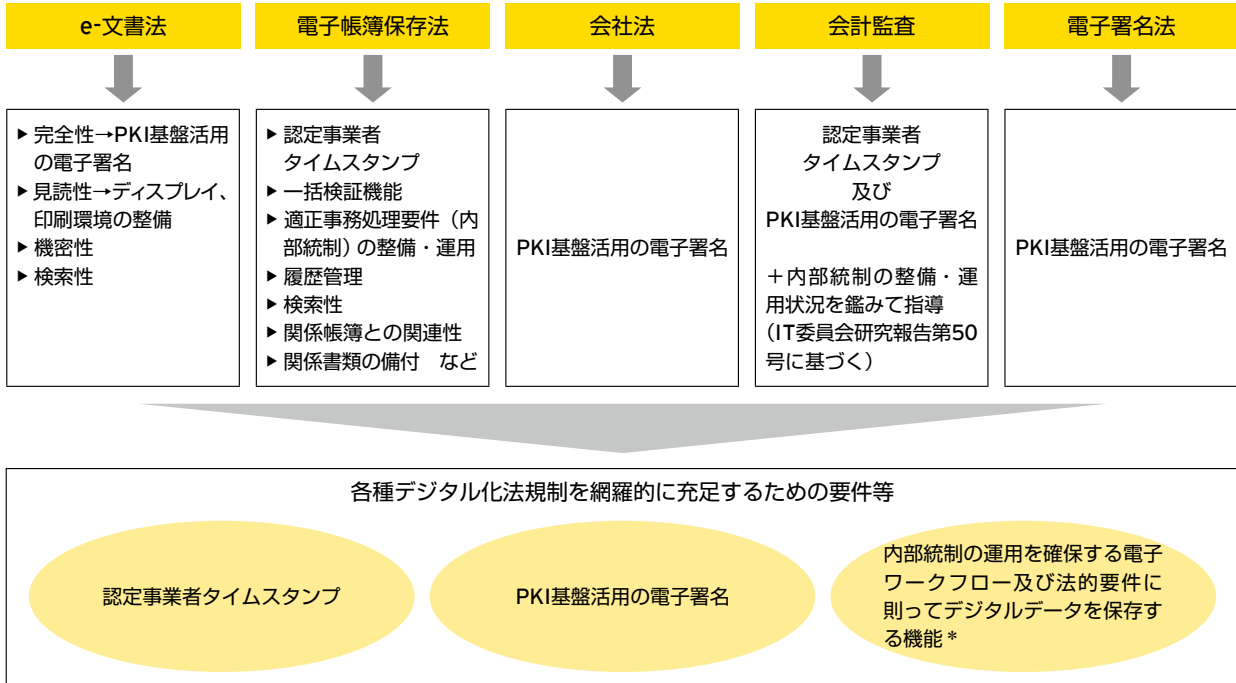 e-文書法
電子帳簿保存法
会社法
会計監査
電子署名法
▶ 完全性→PKI基盤活用
の電子署名
▶ 見読性→ディスプレイ、
印刷環境の整備
▶ 機密性
▶ 検索性
▶ 認定事業者
タイムスタンプ
▶ 一括検証機能
▶ 適正事務処理要件（内
部統制）の整備・運用
▶ 履歴管理
▶ 検索性
▶ 関係帳簿との関連性
▶ 関係書類の備付　など
PKI基盤活用の電子署名
認定事業者
タイムスタンプ
及び
PKI基盤活用の電子署名
＋内部統制の整備・運
用状況を鑑みて指導
（IT委員会研究報告第50
号に基づく）
PKI基盤活用の電子署名
各種デジタル化法規制を網羅的に充足するための要件等
認定事業者タイムスタンプ
PKI基盤活用の電子署名
内部統制の運用を確保する電子
ワークフロー及び法的要件に
則ってデジタルデータを保存す
る機能＊